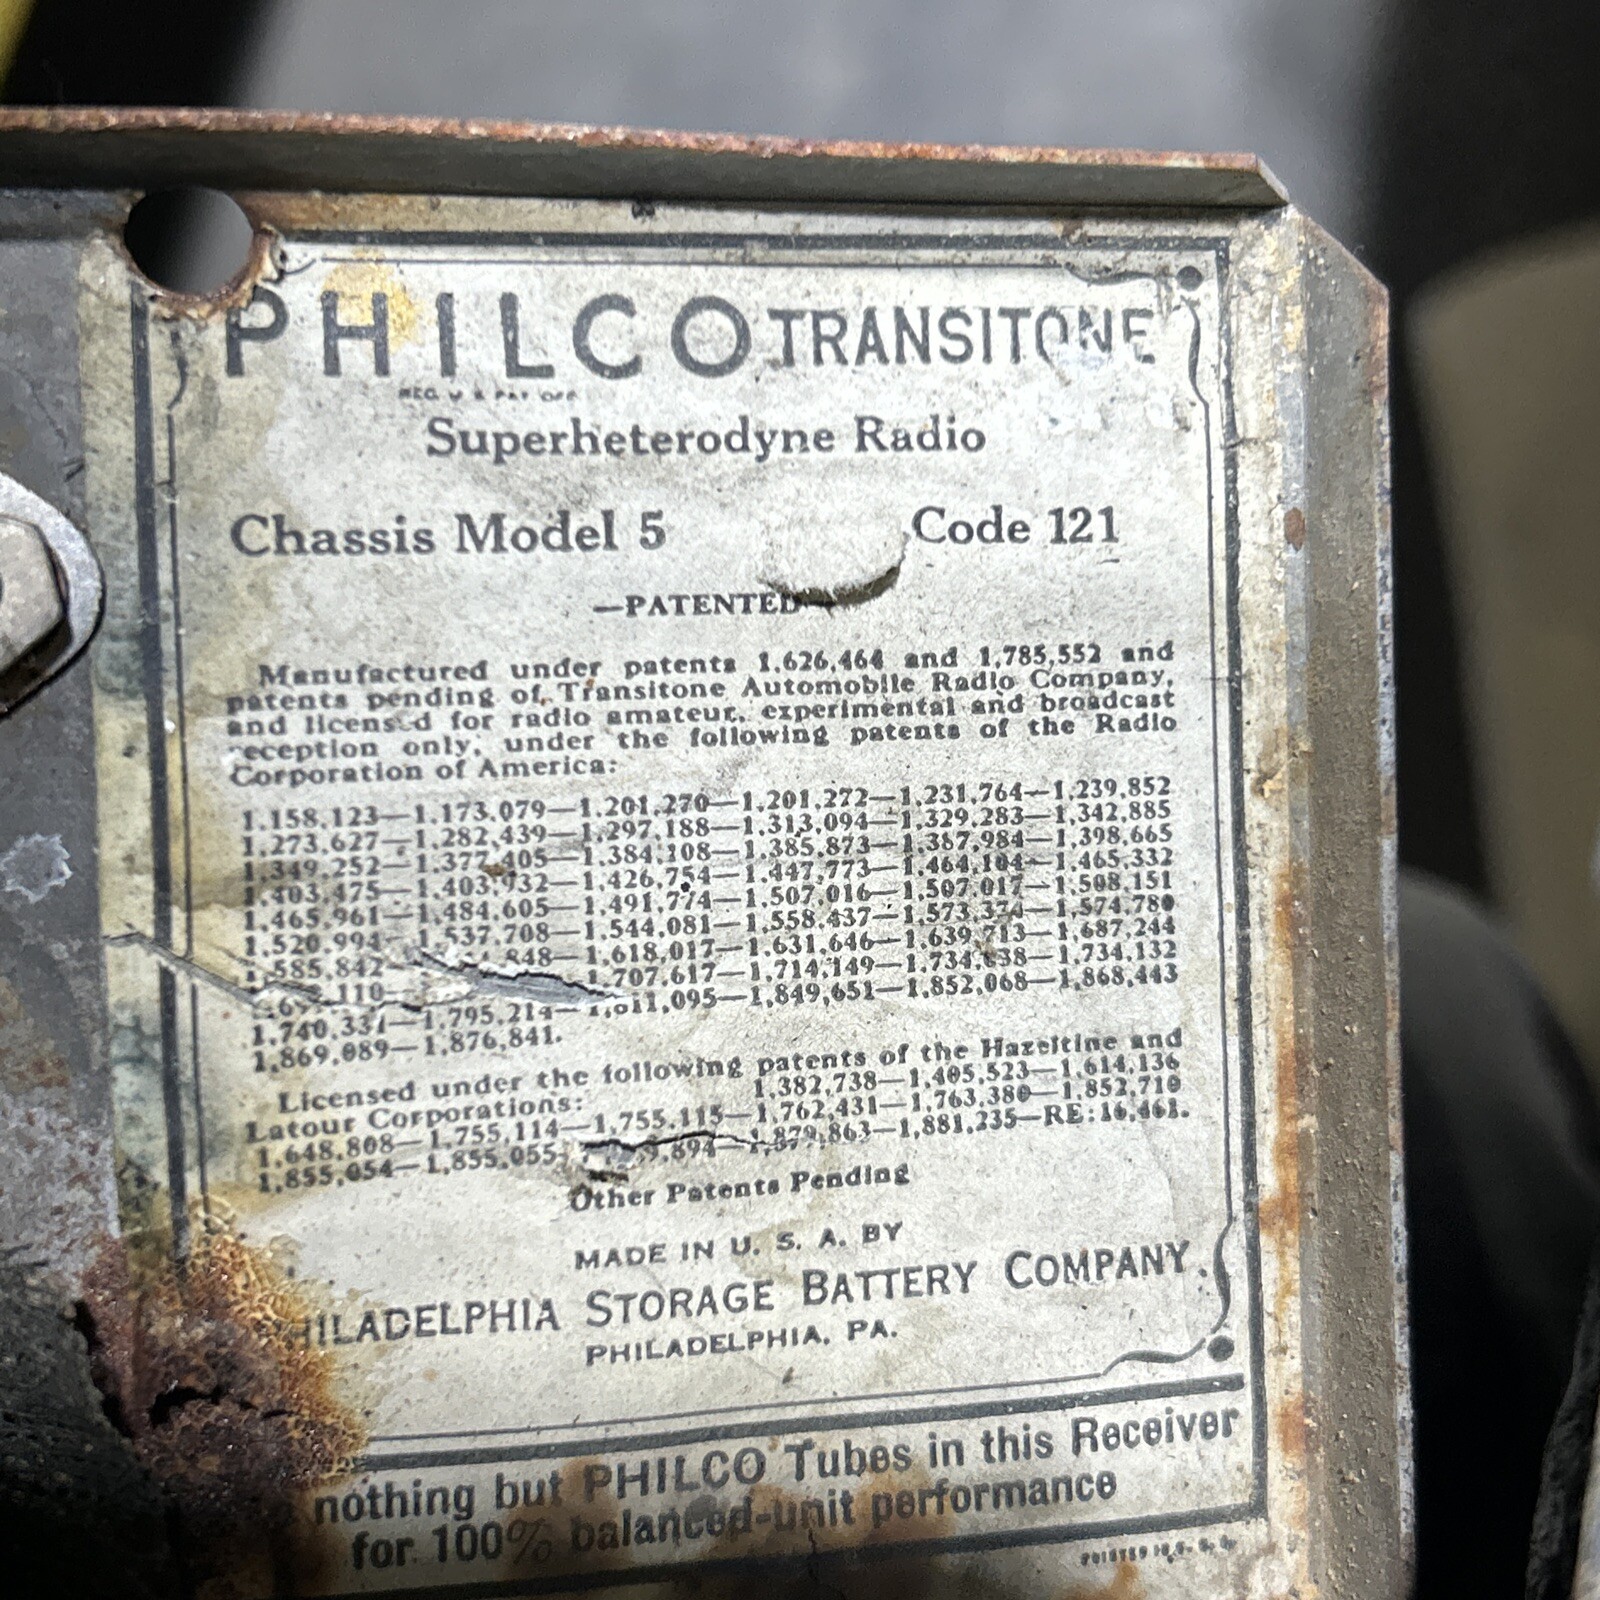 PHILCO TRANSITONE
REG. U. S. PAT. OFF.
Superheterodyne Radio
Chassis Model 5 Code 121
—PATENTED—
Manufactured under patents 1,626,464 and 1,785,552 and
patents pending of Transitone Automobile Radio Company,
and licensed for radio amateur, experimental and broadcast
reception only, under the following patents of the Radio
Corporation of America:
1,158,123—1,173,079—1,201,270—1,201,272—1,231,764—1,239,852
1,273,627—1,282,439—1,297,188—1,313,094—1,329,283—1,342,885
1,349,252—1,377,405—1,384,108—1,385,873—1,387,984—1,398,665
1,403,475—1,403,932—1,426,754—1,447,773—1,464,104—1,465,332
1,465,961—1,484,605—1,491,774—1,507,016—1,507,017—1,508,151
1,520,994—1,537,708—1,544,081—1,558,437—1,573,374—1,574,780
1,585,842— 848—1,618,017—1,631,646—1,639,713—1,687,244
110— 1,707,617—1,714,149—1,734,038—1,734,132
1,740,331—1,795,214—1,811,095—1,849,651—1,852,068—1,868,443
1,869,089—1,876,841.
Licensed under the following patents of the Hazeltine and
Latour Corporations: 1,382,738—1,405,523—1,614,136
1,648,808—1,755,114—1,755,115—1,762,431—1,763,380—1,852,710
1,855,054—1,855,055— 9,894—1,879,863—1,881,235—RE:16,461.
Other Patents Pending
MADE IN U. S. A. BY
HILADELPHIA STORAGE BATTERY COMPANY.
PHILADELPHIA, PA.
nothing but PHILCO Tubes in this Receiver
for 100% balanced-unit performance